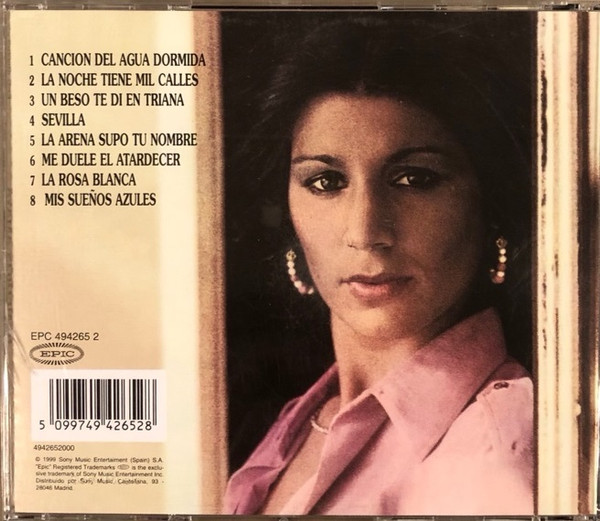 1 CANCION DEL AGUA DORMIDA
2 LA NOCHE TIENE MIL CALLES
3 UN BESO TE DI EN TRIANA
4 SEVILLA
5 LA ARENA SUPO TU NOMBRE
6 ME DUELE EL ATARDECER
7 LA ROSA BLANCA
8 MIS SUEÑOS AZULES
EPC 494265 2
EPIC
5 099749 426528
4942652000
© 1999 Sony Music Entertaiment (Spain) S.A.
"Epic" Registered Trademarks is the exclu-
sive trademark of Sony Music Entertainment Inc.
Distribuido por Sony Music, Castellana, 93 -
28046 Madrid.